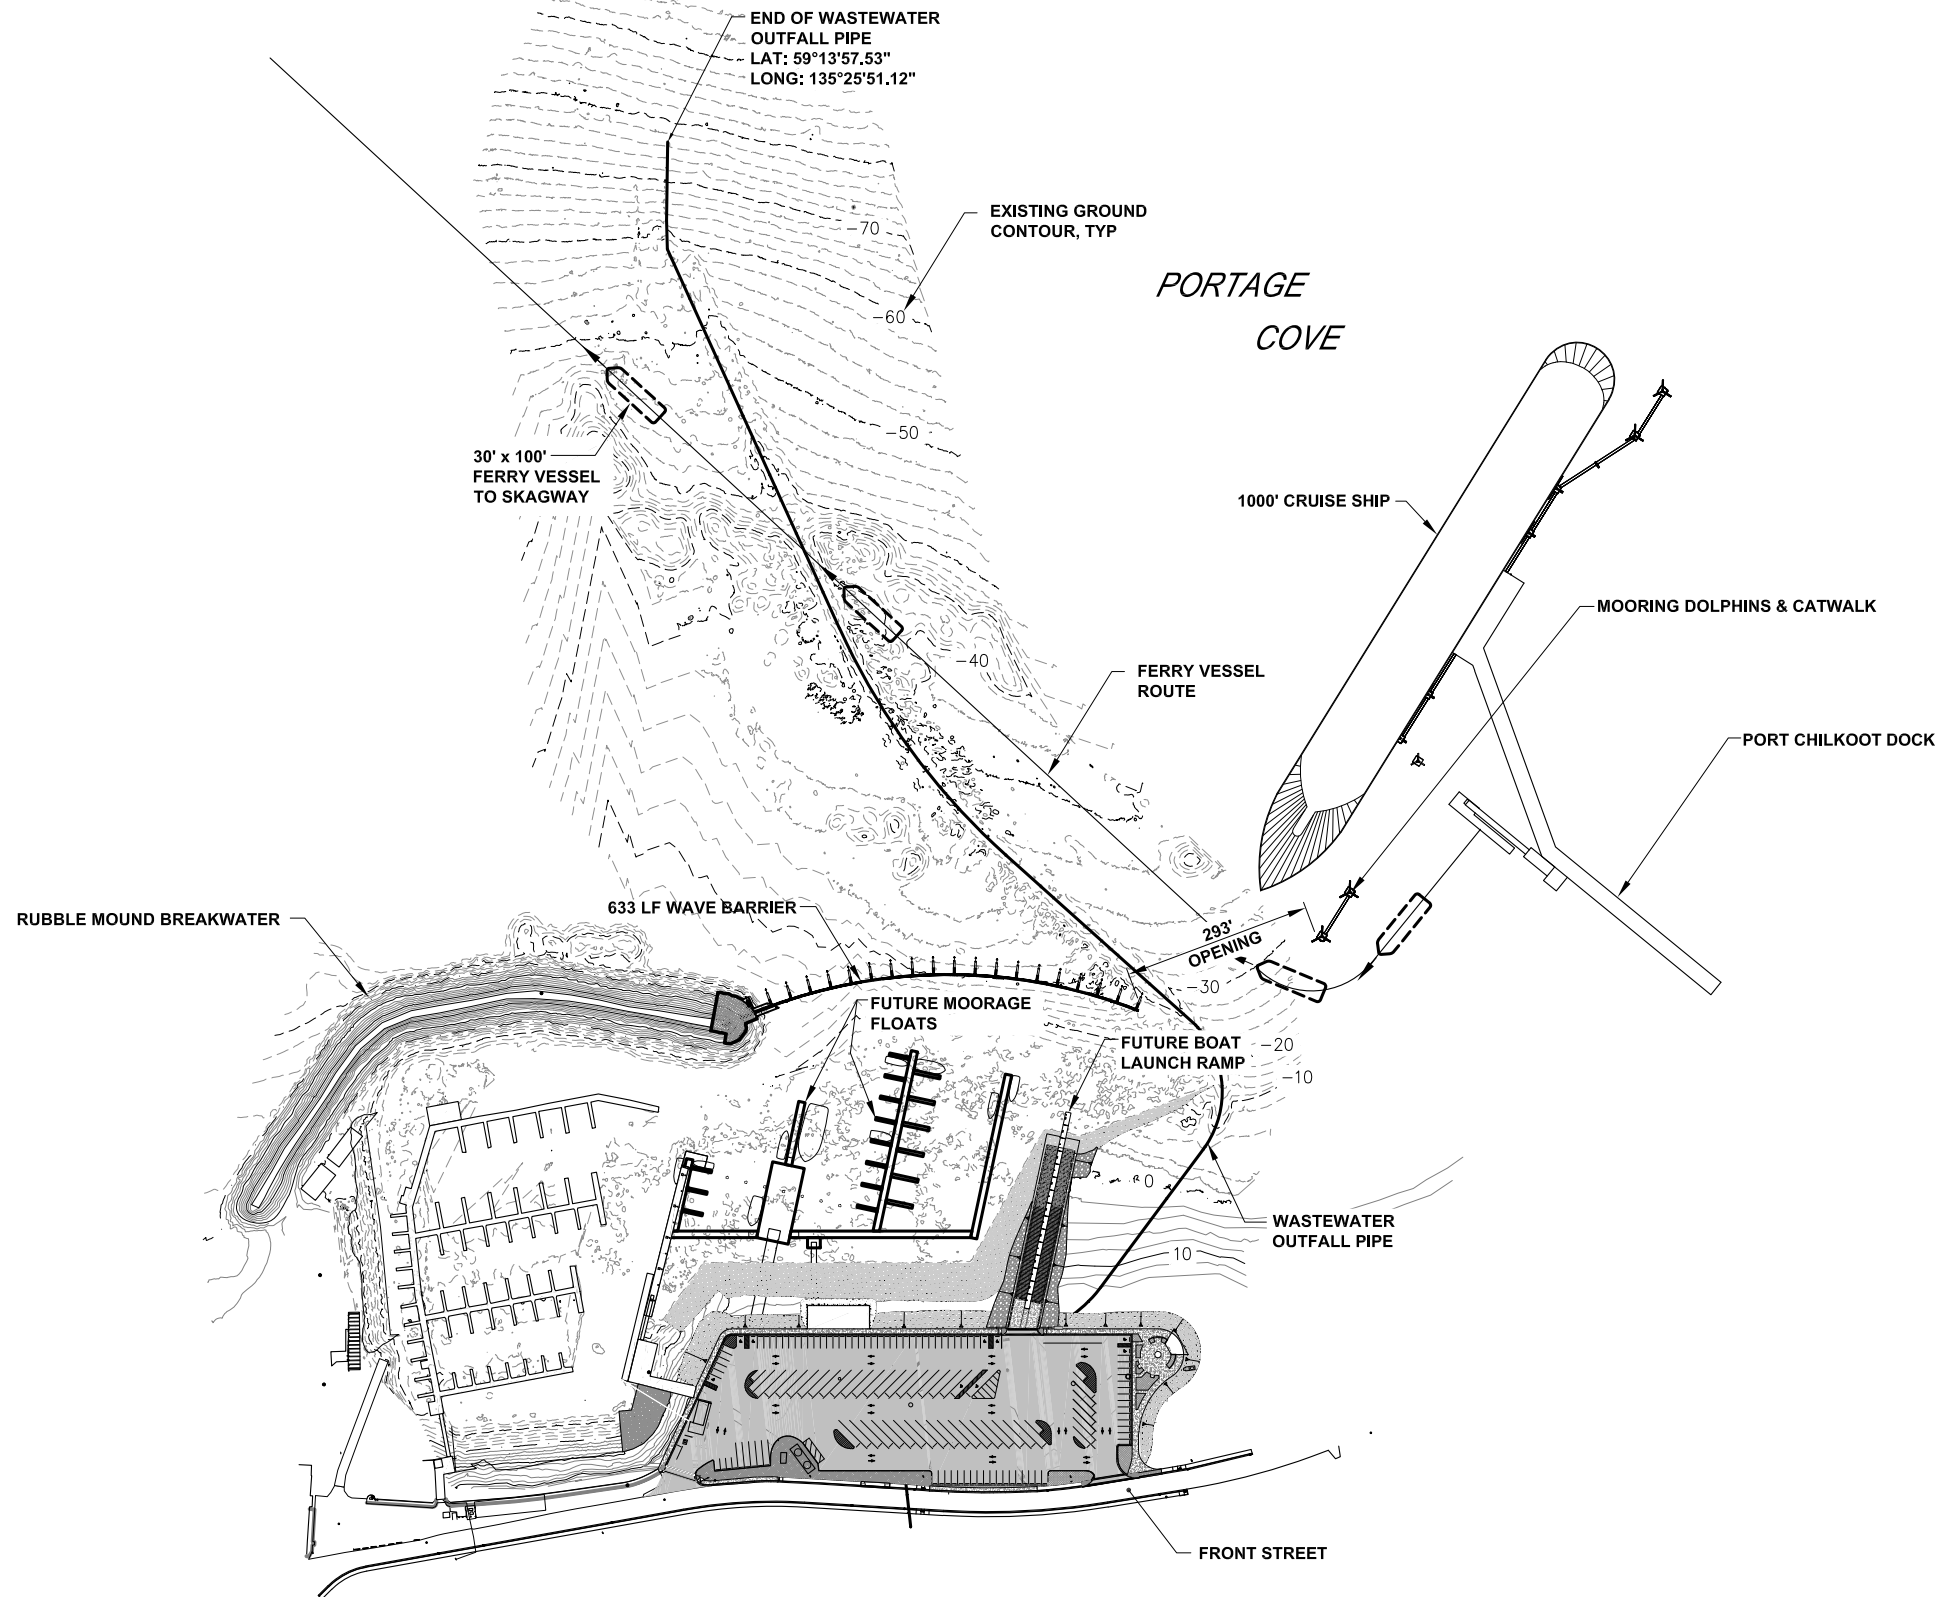 END OF WASTEWATER
OUTFALL PIPE
LAT: 59°13'57.53"
LONG: 135°25'51.12"
EXISTING GROUND
CONTOUR, TYP
-70
-60
PORTAGE
COVE
-50
30' x 100'
FERRY VESSEL
TO SKAGWAY
1000' CRUISE SHIP
MOORING DOLPHINS & CATWALK
-40
FERRY VESSEL
ROUTE
PORT CHILKOOT DOCK
RUBBLE MOUND BREAKWATER
633 LF WAVE BARRIER
293'
OPENING
-30
FUTURE MOORAGE
FLOATS
FUTURE BOAT
LAUNCH RAMP
-20
-10
0
WASTEWATER
OUTFALL PIPE
10
FRONT STREET